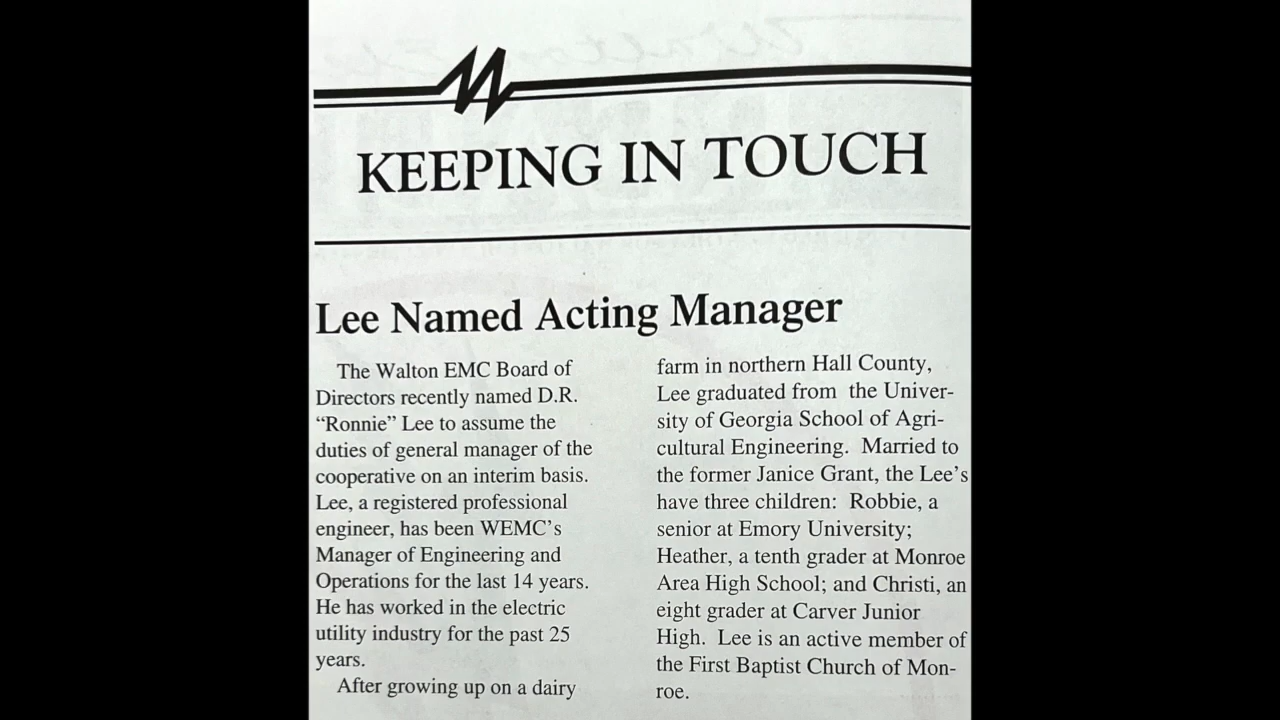 KEEPING IN TOUCH
Lee Named Acting Manager
The Walton EMC Board of
Directors recently named D.R.
“Ronnie” Lee to assume the
duties of general manager of the
cooperative on an interim basis.
Lee, a registered professional
engineer, has been WEMC’s
Manager of Engineering and
Operations for the last 14 years.
He has worked in the electric
utility industry for the past 25
years.
After growing up on a dairy
farm in northern Hall County,
Lee graduated from the Univer-
sity of Georgia School of Agri-
cultural Engineering. Married to
the former Janice Grant, the Lee’s
have three children: Robbie, a
senior at Emory University;
Heather, a tenth grader at Monroe
Area High School; and Christi, an
eight grader at Carver Junior
High. Lee is an active member of
the First Baptist Church of Mon-
roe.